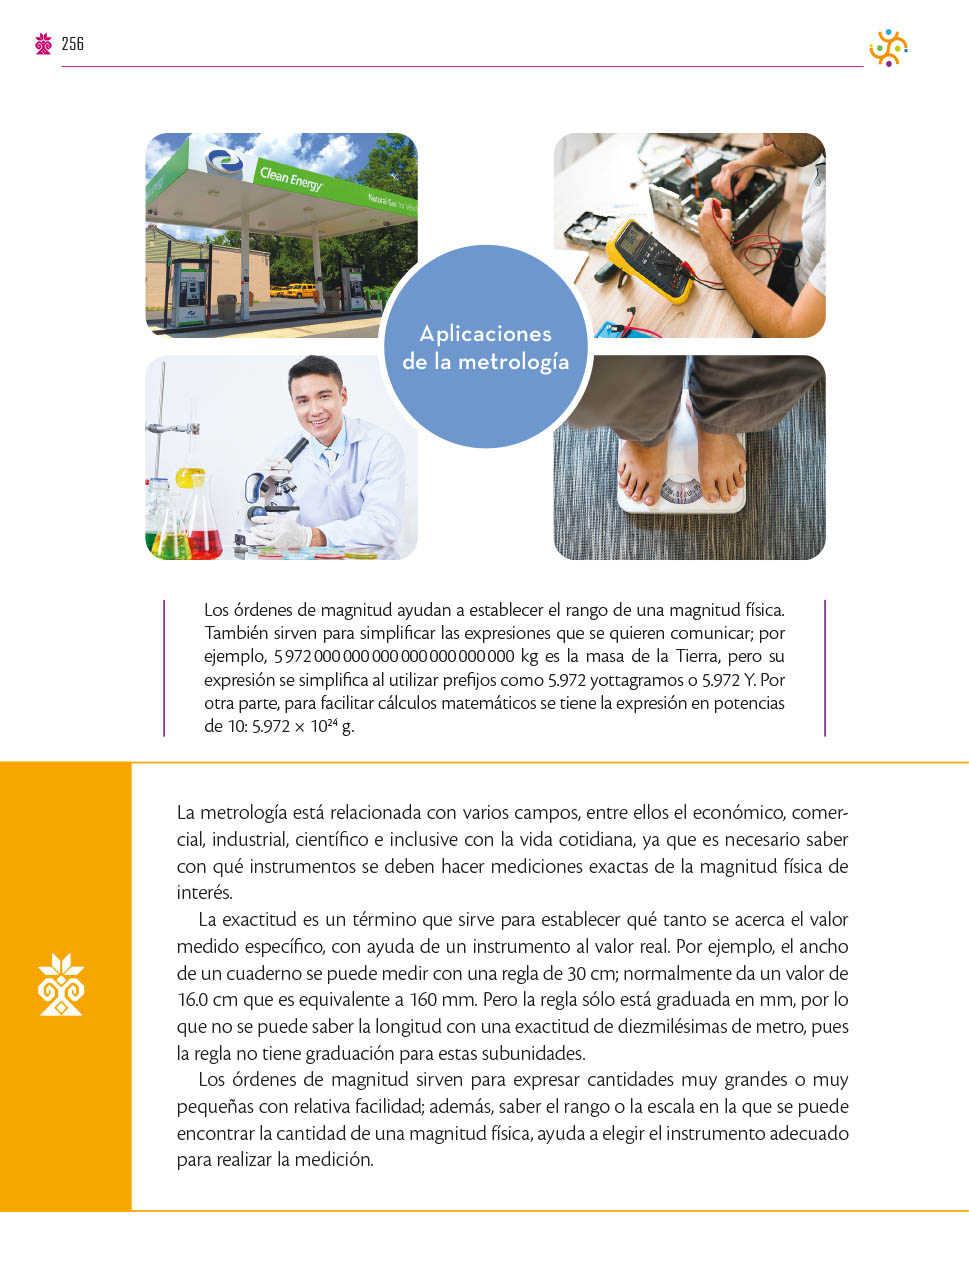 256
Clean Energy
Natural Gas
Aplicaciones
de la metrología
Los órdenes de magnitud ayudan a establecer el rango de una magnitud física.
También sirven para simplificar las expresiones que se quieren comunicar; por
ejemplo, 5 972 000 000 000 000 000 000 000 kg es la masa de la Tierra, pero su
expresión se simplifica al utilizar prefijos como 5.972 yottagramos o 5.972 Y. Por
otra parte, para facilitar cálculos matemáticos se tiene la expresión en potencias
de 10: 5.972 × 10²⁴ g.
La metrología está relacionada con varios campos, entre ellos el económico, comer-
cial, industrial, científico e inclusive con la vida cotidiana, ya que es necesario saber
con qué instrumentos se deben hacer mediciones exactas de la magnitud física de
interés.
La exactitud es un término que sirve para establecer qué tanto se acerca el valor
medido específico, con ayuda de un instrumento al valor real. Por ejemplo, el ancho
de un cuaderno se puede medir con una regla de 30 cm; normalmente da un valor de
16.0 cm que es equivalente a 160 mm. Pero la regla sólo está graduada en mm, por lo
que no se puede saber la longitud con una exactitud de diezmilésimas de metro, pues
la regla no tiene graduación para estas subunidades.
Los órdenes de magnitud sirven para expresar cantidades muy grandes o muy
pequeñas con relativa facilidad; además, saber el rango o la escala en la que se puede
encontrar la cantidad de una magnitud física, ayuda a elegir el instrumento adecuado
para realizar la medición.